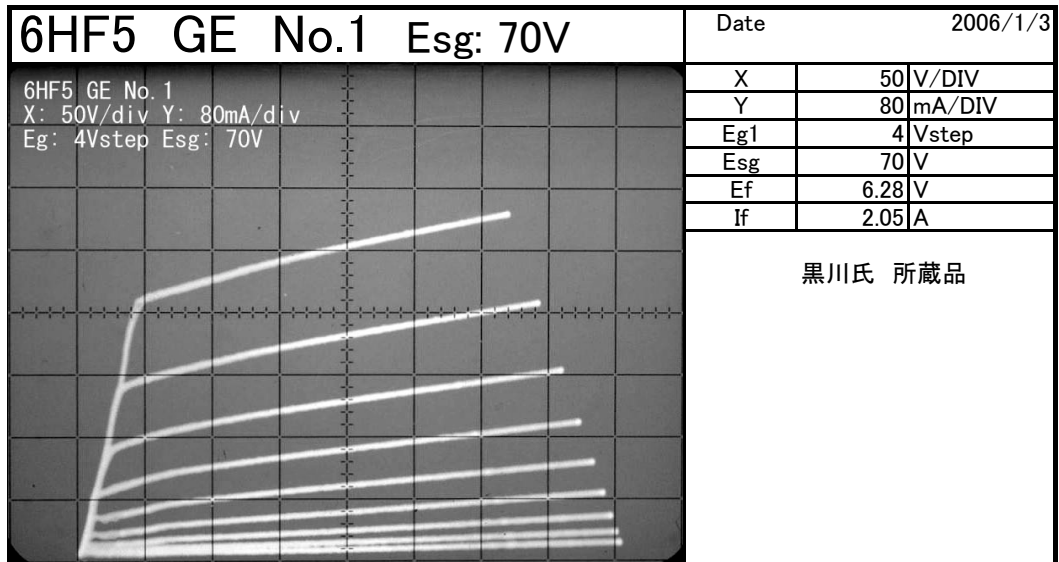 6HF5 GE No.1 Esg: 70V
Date 2006/1/3
6HF5 GE No.1
X: 50V/div Y: 80mA/div
Eg: 4Vstep Esg: 70V
X 50 V/DIV
Y 80 mA/DIV
Eg1 4 Vstep
Esg 70 V
Ef 6.28 V
If 2.05 A
黒川氏 所蔵品